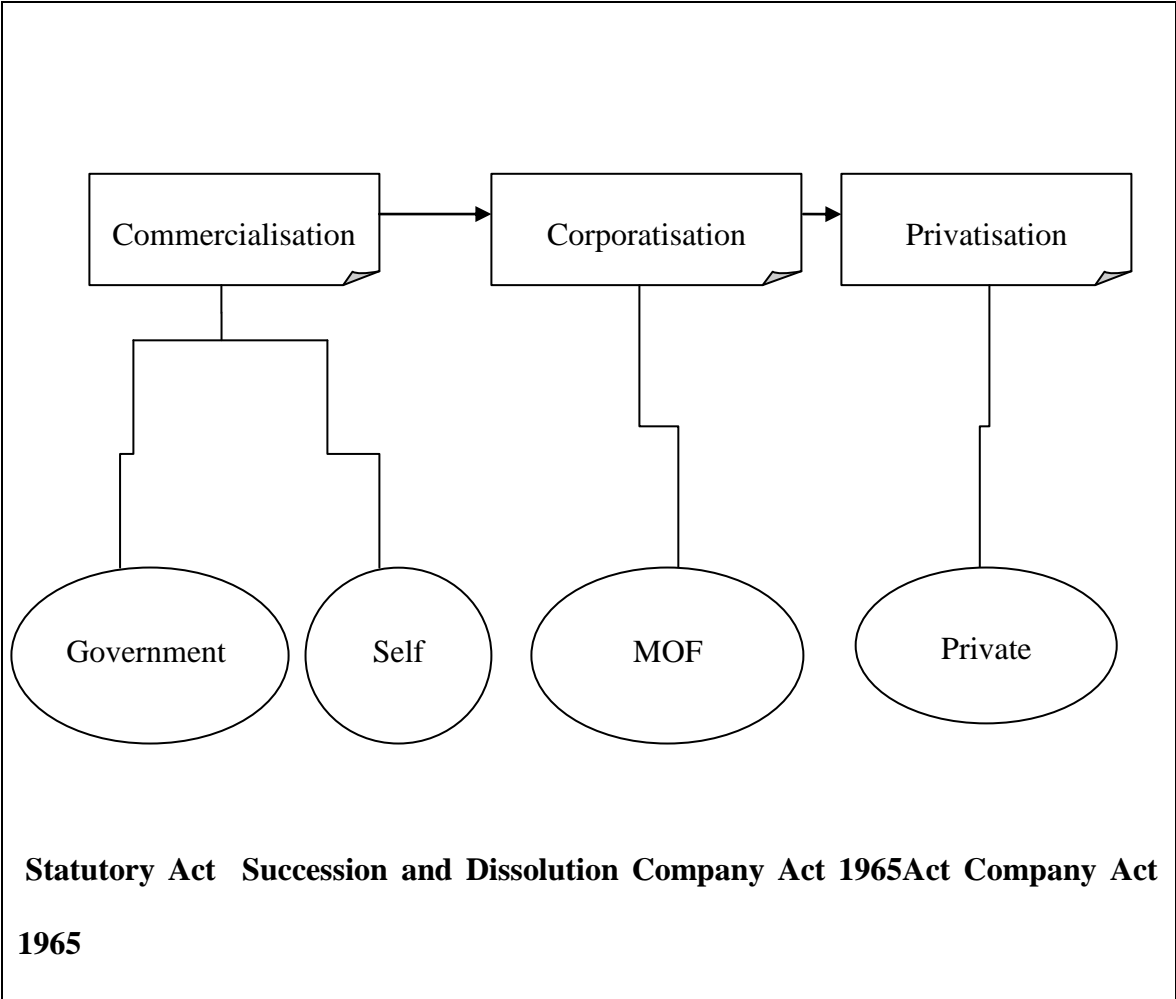 Commercialisation
Corporatisation
Privatisation
Government
Self
MOF
Private
Statutory Act Succession and Dissolution Company Act 1965Act Company Act
1965